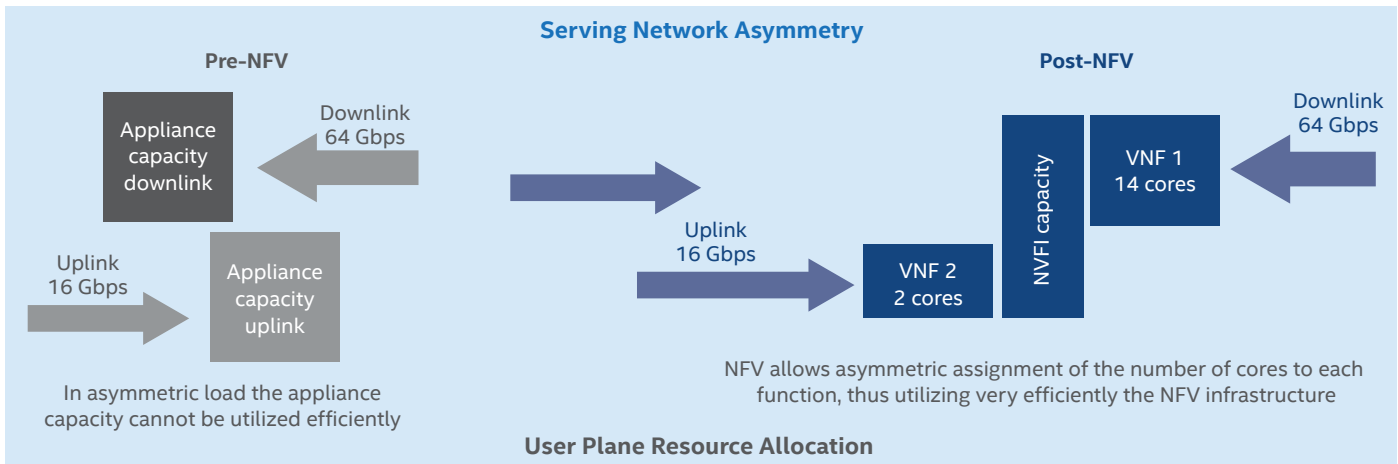 Serving Network Asymmetry
Pre-NFV
Appliance
capacity
downlink
Downlink
64 Gbps
Uplink
16 Gbps
Appliance
capacity
uplink
In asymmetric load the appliance
capacity cannot be utilized efficiently
Post-NFV
Uplink
16 Gbps
VNF 2
2 cores
NVFI capacity
VNF 1
14 cores
Downlink
64 Gbps
NFV allows asymmetric assignment of the number of cores to each
function, thus utilizing very efficiently the NFV infrastructure
User Plane Resource Allocation